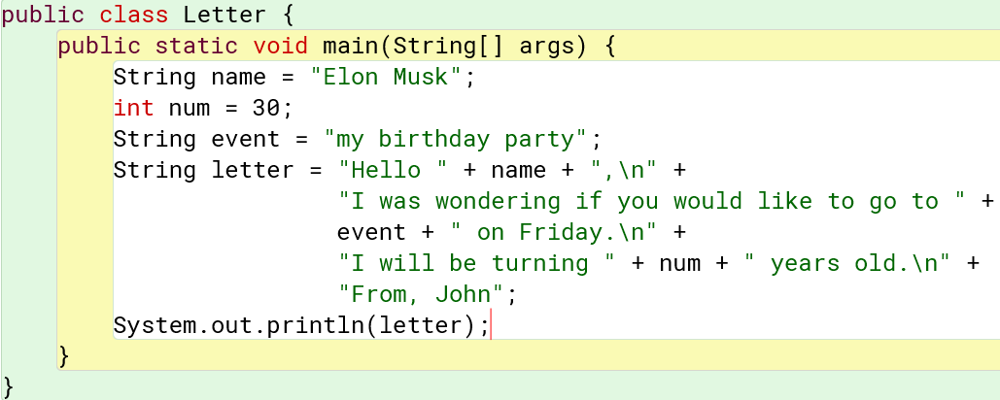 public class Letter {
    public static void main(String[] args) {
        String name = "Elon Musk";
        int num = 30;
        String event = "my birthday party";
        String letter = "Hello " + name + ",\n" +
                        "I was wondering if you would like to go to " +
                        event + " on Friday.\n" +
                        "I will be turning " + num + " years old.\n" +
                        "From, John";
        System.out.println(letter);
    }
}